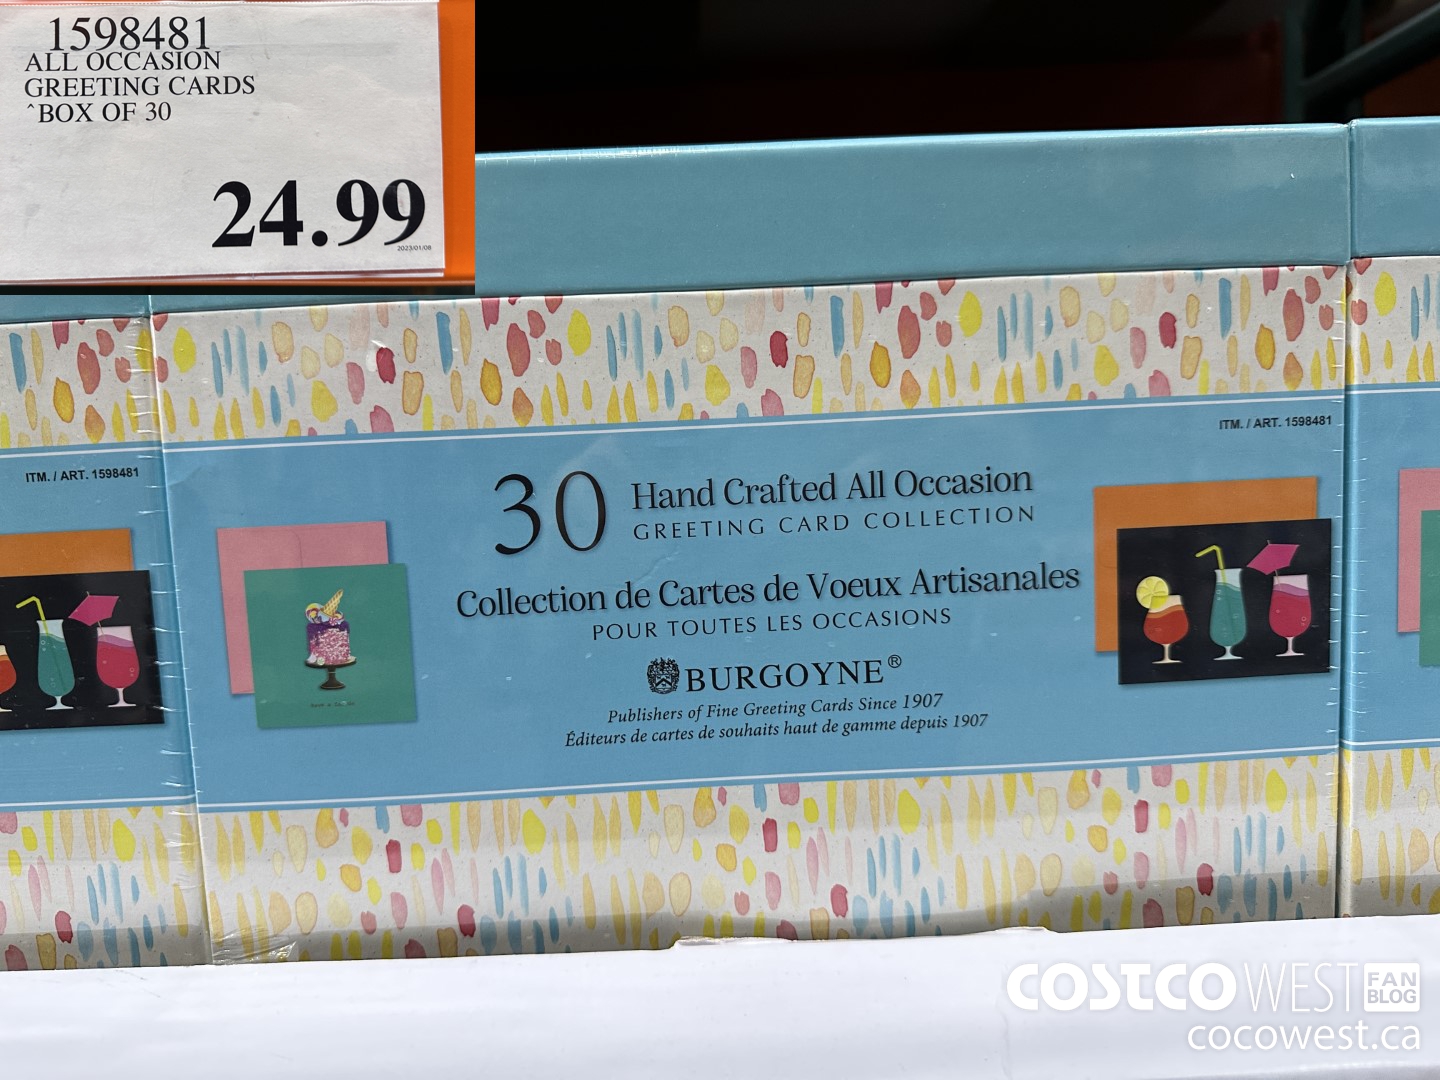 1598481
ALL OCCASION
GREETING CARDS
^BOX OF 30
24.99
2023/01/08
ITM. / ART. 1598481
ITM. / ART. 1598481
30 Hand Crafted All Occasion
GREETING CARD COLLECTION
Collection de Cartes de Voeux Artisanales
POUR TOUTES LES OCCASIONS
BURGOYNE®
Publishers of Fine Greeting Cards Since 1907
Éditeurs de cartes de souhaits haut de gamme depuis 1907
COSTCO WEST FAN
BLOG
cocowest.ca